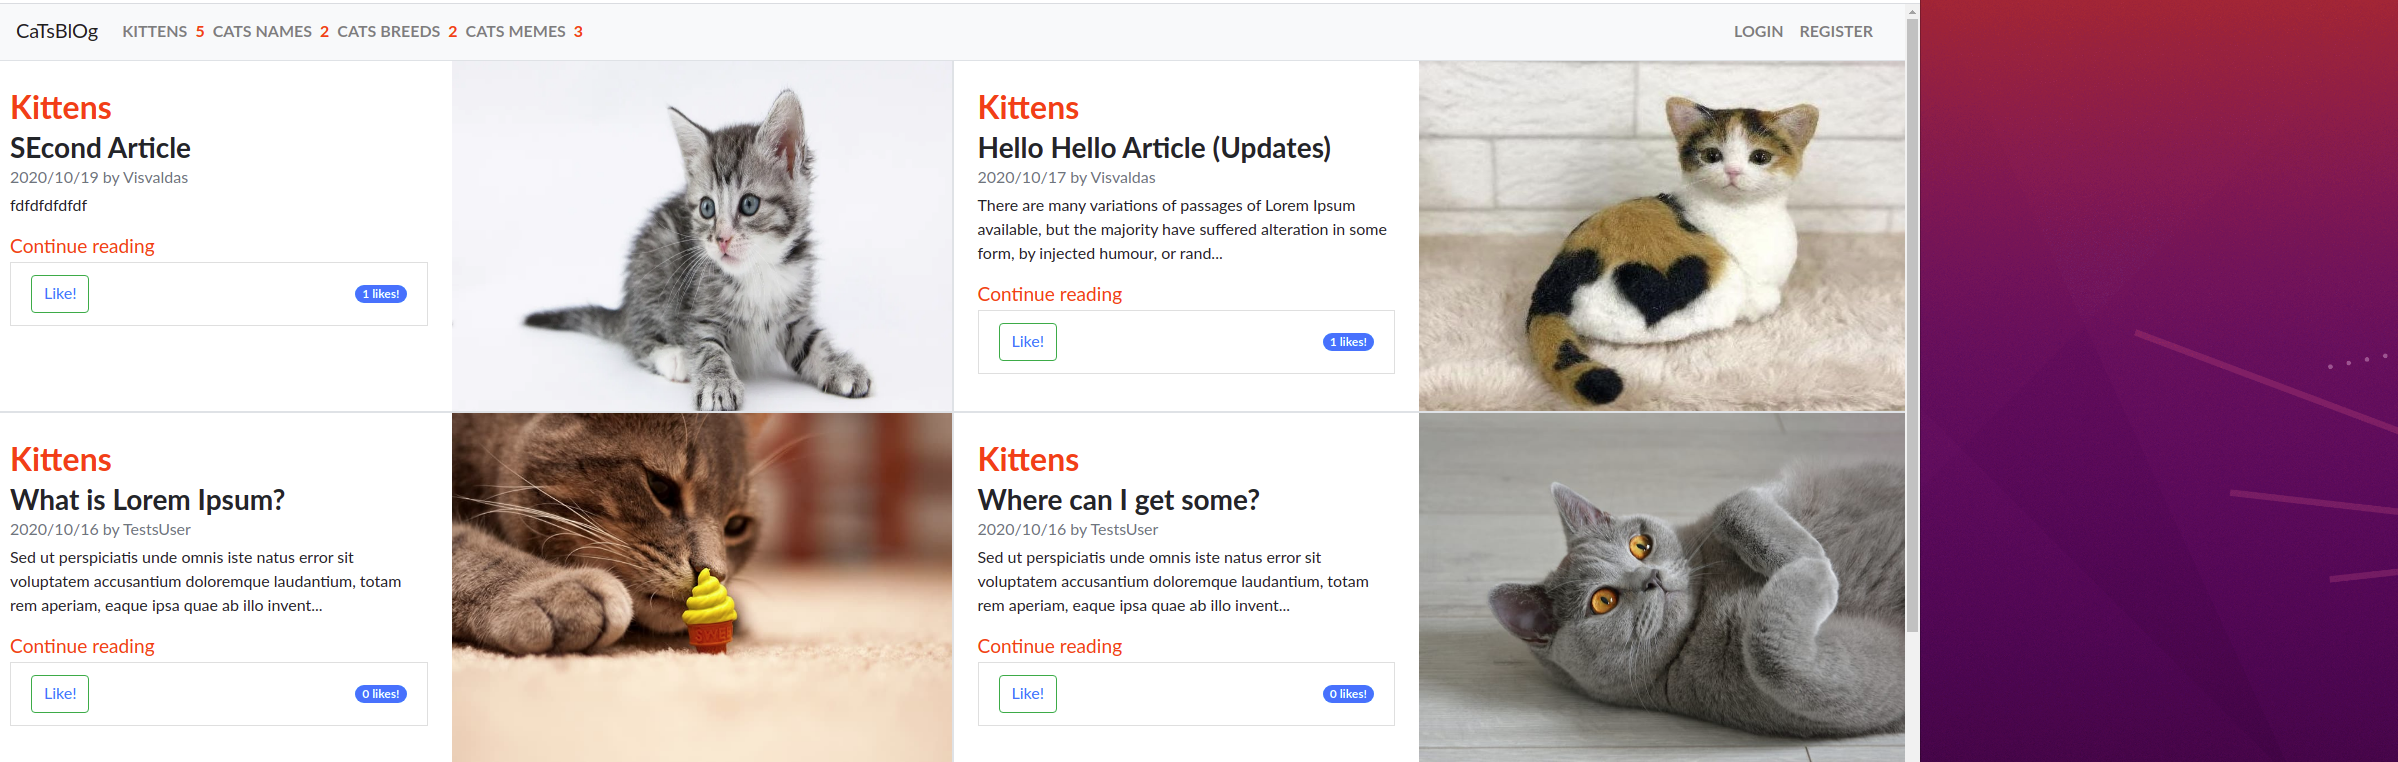 CaTsBlOg KITTENS 5 CATS NAMES 2 CATS BREEDS 2 CATS MEMES 3 LOGIN REGISTER
Kittens
SEcond Article
2020/10/19 by Visvaldas
fdfdfdfdfdf
Continue reading
Like! 1 likes!
Kittens
Hello Hello Article (Updates)
2020/10/17 by Visvaldas
There are many variations of passages of Lorem Ipsum
available, but the majority have suffered alteration in some
form, by injected humour, or rand...
Continue reading
Like! 1 likes!
Kittens
What is Lorem Ipsum?
2020/10/16 by TestsUser
Sed ut perspiciatis unde omnis iste natus error sit
voluptatem accusantium doloremque laudantium, totam
rem aperiam, eaque ipsa quae ab illo invent...
Continue reading
Like! 0 likes!
SWEE
Kittens
Where can I get some?
2020/10/16 by TestsUser
Sed ut perspiciatis unde omnis iste natus error sit
voluptatem accusantium doloremque laudantium, totam
rem aperiam, eaque ipsa quae ab illo invent...
Continue reading
Like! 0 likes!